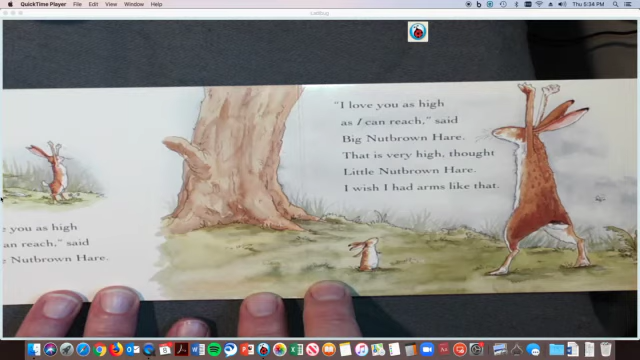 QuickTime Player File Edit View Window Help
Thu 5:34 PM
Ladibug
e you as high
an reach," said
e Nutbrown Hare.
"I love you as high
as I can reach," said
Big Nutbrown Hare.
That is very high, thought
Little Nutbrown Hare.
I wish I had arms like that.